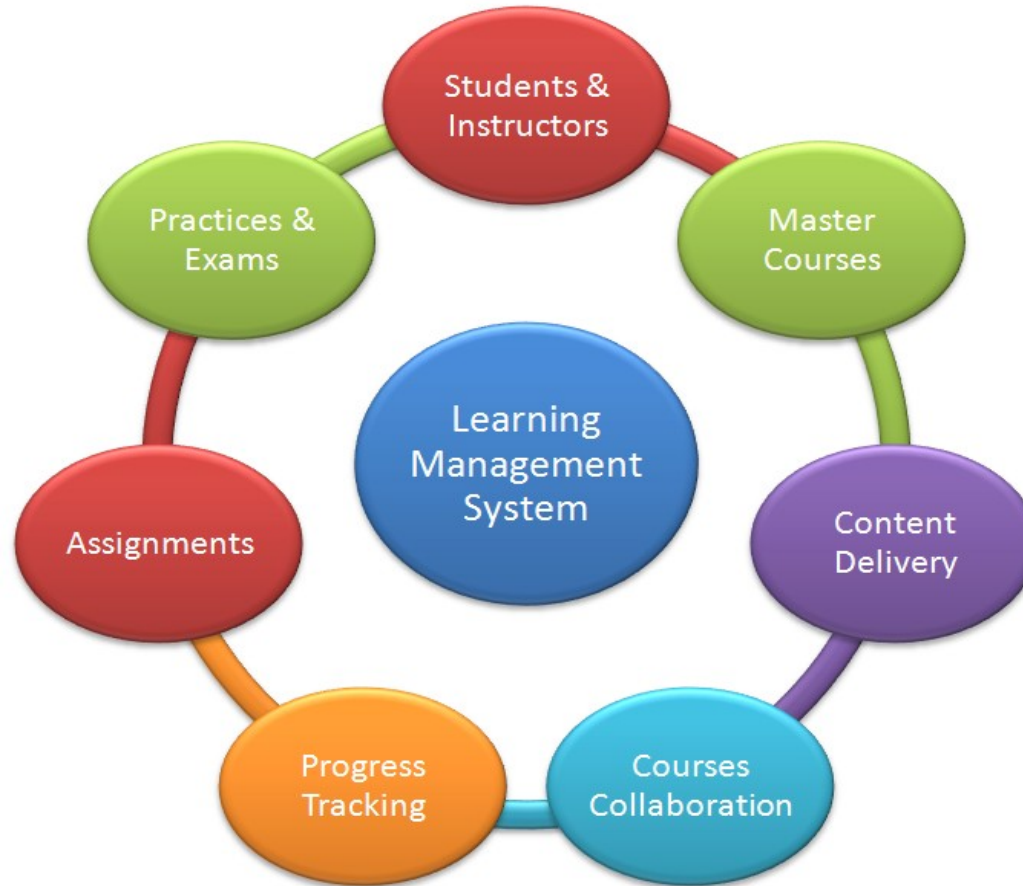 Students &
Instructors
Master
Courses
Content
Delivery
Courses
Collaboration
Progress
Tracking
Assignments
Practices &
Exams
Learning
Management
System